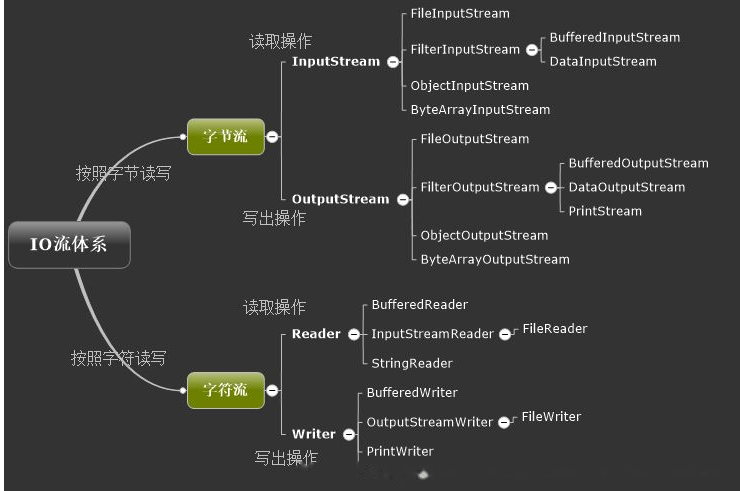 FileInputStream
读取操作
BufferedInputStream
FilterInputStream
InputStream
DataInputStream
ObjectInputStream
ByteArrayInputStream
字节流
FileOutputStream
按照字节读写
BufferedOutputStream
FilterOutputStream
DataOutputStream
OutputStream
PrintStream
写出操作
ObjectOutputStream
IO流体系
ByteArrayOutputStream
读取操作
BufferedReader
Reader
InputStreamReader
FileReader
按照字符读写
StringReader
字符流
BufferedWriter
OutputStreamWriter
FileWriter
Writer
PrintWriter
写出操作